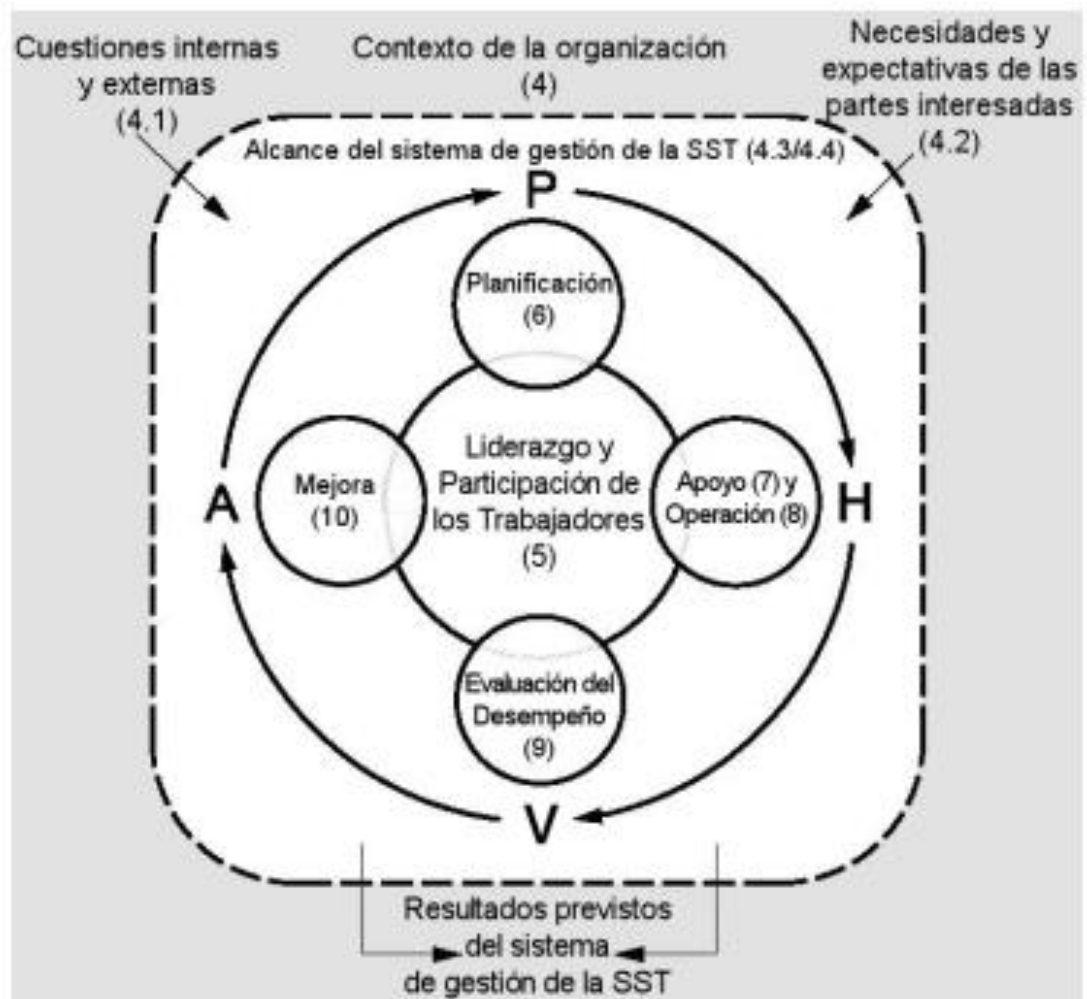 Cuestiones internas
y externas
(4.1)
Contexto de la organización
(4)
Necesidades y
expectativas de las
partes interesadas
(4.2)
Alcance del sistema de gestión de la SST (4.3/4.4)
P
Planificación
(6)
A
Mejora
(10)
Liderazgo y
Participación de
los Trabajadores
(5)
Apoyo (7) y
Operación (8)
H
Evaluación del
Desempeño
(9)
V
Resultados previstos
del sistema
de gestión de la SST